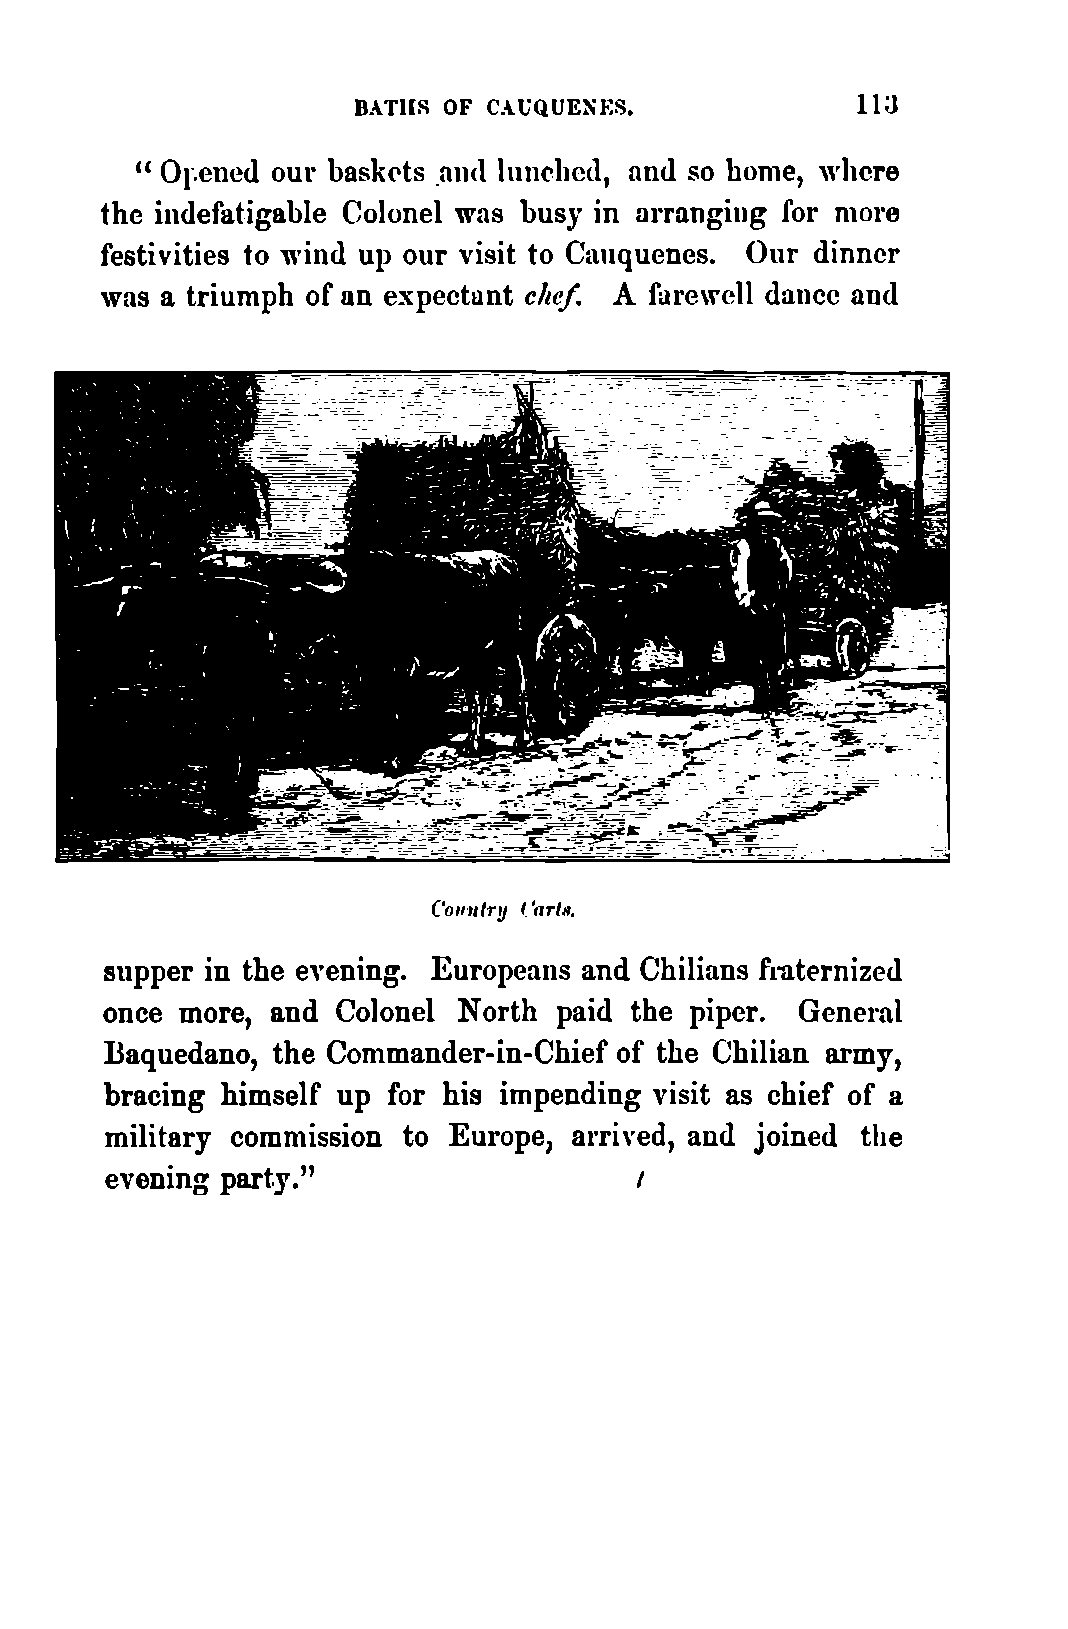 BATHS OF CAUQUENES. 113
“Opened our baskets and lunched, and so home, where
the indefatigable Colonel was busy in arranging for more
festivities to wind up our visit to Cauquenes. Our dinner
was a triumph of an expectant chef. A farewell dance and
Country Carts.
supper in the evening. Europeans and Chilians fraternized
once more, and Colonel North paid the piper. General
Baquedano, the Commander-in-Chief of the Chilian army,
bracing himself up for his impending visit as chief of a
military commission to Europe, arrived, and joined the
evening party.”